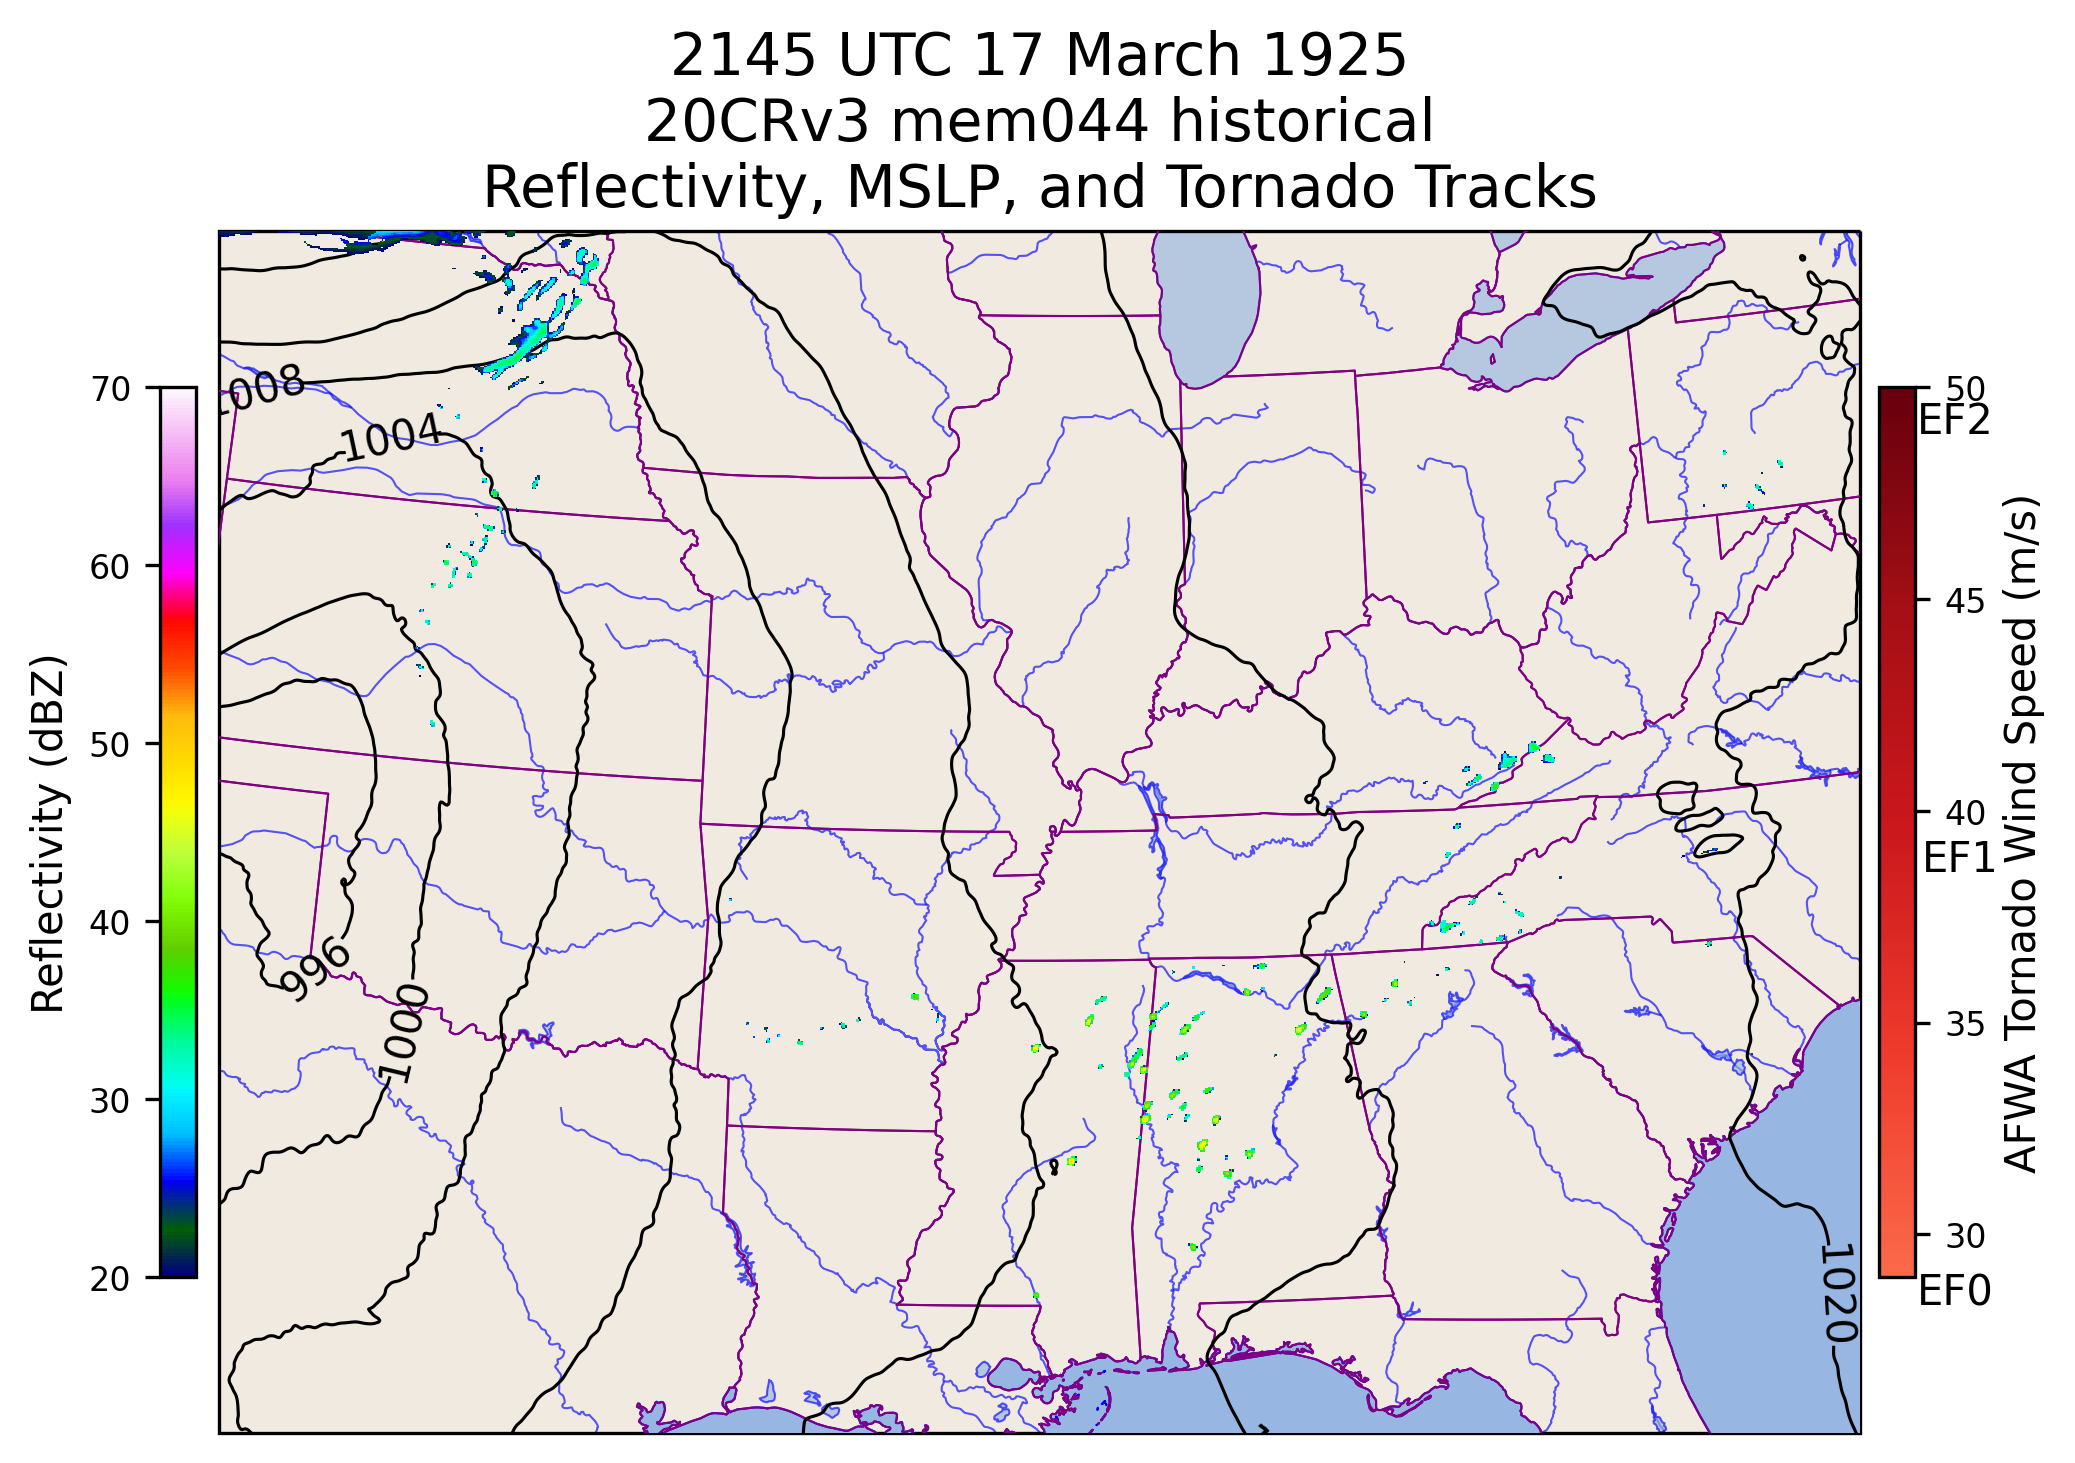 2145 UTC 17 March 1925
20CRv3 mem044 historical
Reflectivity, MSLP, and Tornado Tracks
Reflectivity (dBZ)
70
60
50
40
30
20
1008
1004
996
1000
1020
50
EF2
45
40
EF1
35
30
EF0
AFWA Tornado Wind Speed (m/s)